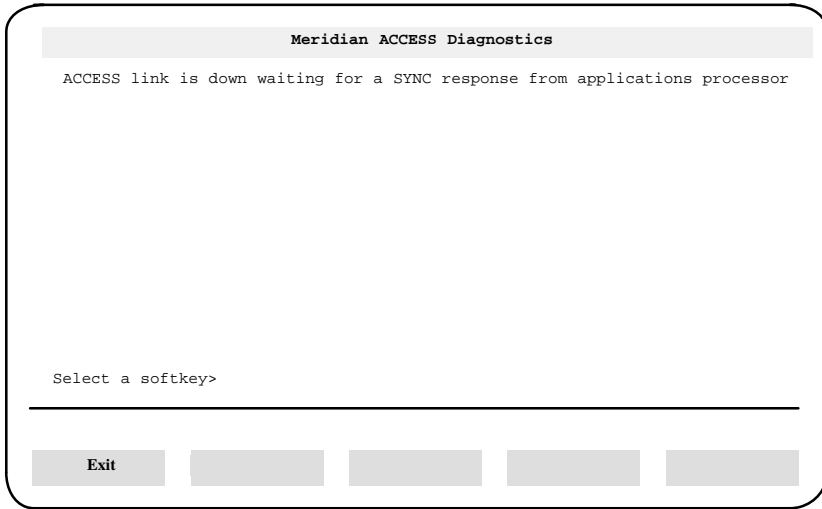 Meridian ACCESS Diagnostics
ACCESS link is down waiting for a SYNC response from applications processor
Select a softkey>
Exit